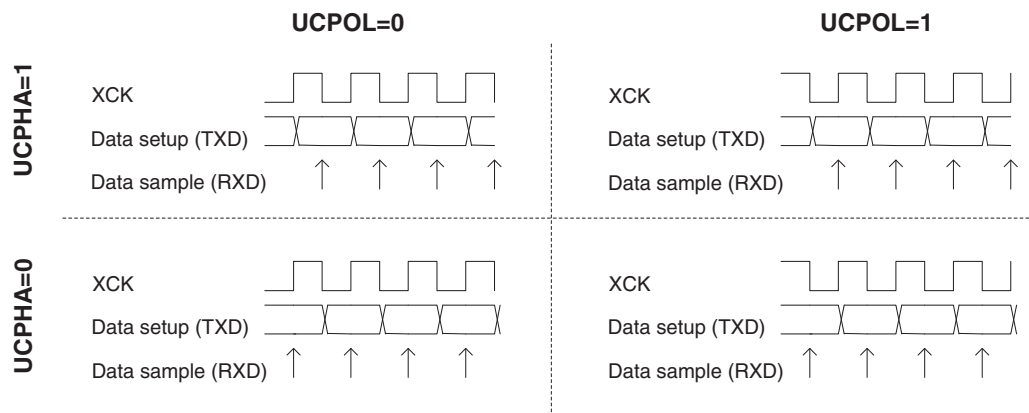 UCPOL=0
UCPOL=1
UCPHA=1
XCK
Data setup (TXD)
Data sample (RXD)
XCK
Data setup (TXD)
Data sample (RXD)
UCPHA=0
XCK
Data setup (TXD)
Data sample (RXD)
XCK
Data setup (TXD)
Data sample (RXD)